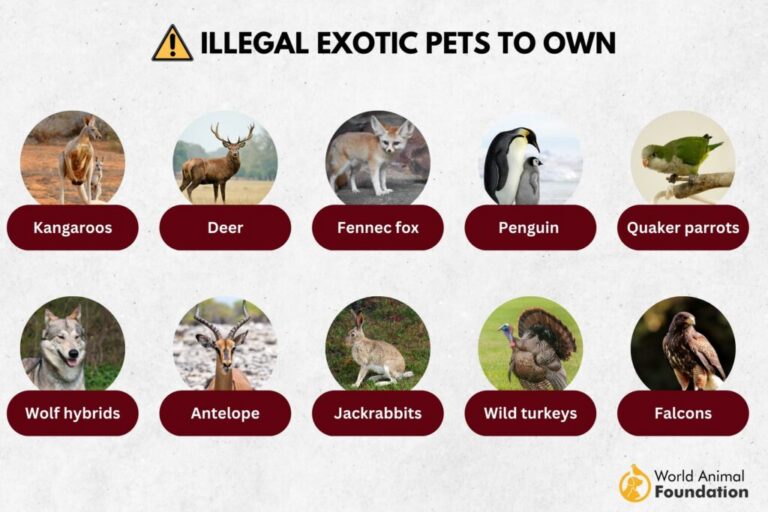 ILLEGAL EXOTIC PETS TO OWN
Kangaroos
Deer
Fennec fox
Penguin
Quaker parrots
Wolf hybrids
Antelope
Jackrabbits
Wild turkeys
Falcons
World Animal
Foundation